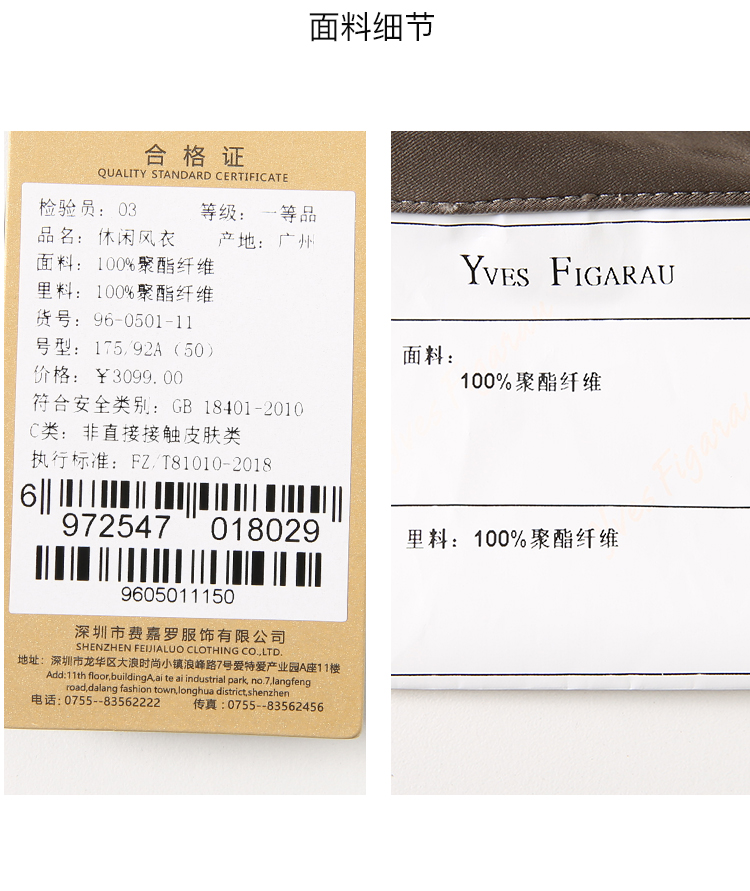 面料细节
合格证
QUALITY STANDARD CERTIFICATE
检验员：03 等级：一等品
品名：休闲风衣 产地：广州
面料：100%聚酯纤维
里料：100%聚酯纤维
货号：96-0501-11
号型：175/92A（50）
价格：¥3099.00
符合安全类别：GB 18401-2010
C类：非直接接触皮肤类
执行标准：FZ/T81010-2018
6 972547 018029
9605011150
深圳市费嘉罗服饰有限公司
SHENZHEN FEIJIALUO CLOTHING CO.,LTD.
地址：深圳市龙华区大浪时尚小镇浪峰路7号爱特爱产业园A座11楼
Add:11th floor,buildingA,ai te ai industrial park, no.7,langfeng
road,dalang fashion town,longhua district,shenzhen
电话：0755--83562222 传真：0755--83562456
YVES FIGARAU
面料：
100%聚酯纤维
里料：100%聚酯纤维